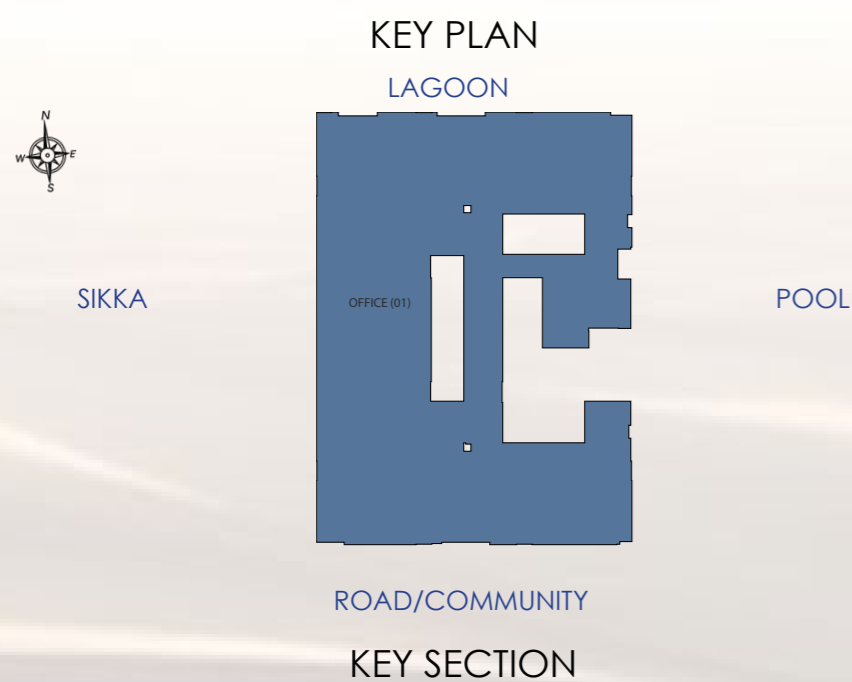 KEY PLAN
LAGOON
N
W E
S
SIKKA
OFFICE (01)
POOL
ROAD/COMMUNITY
KEY SECTION